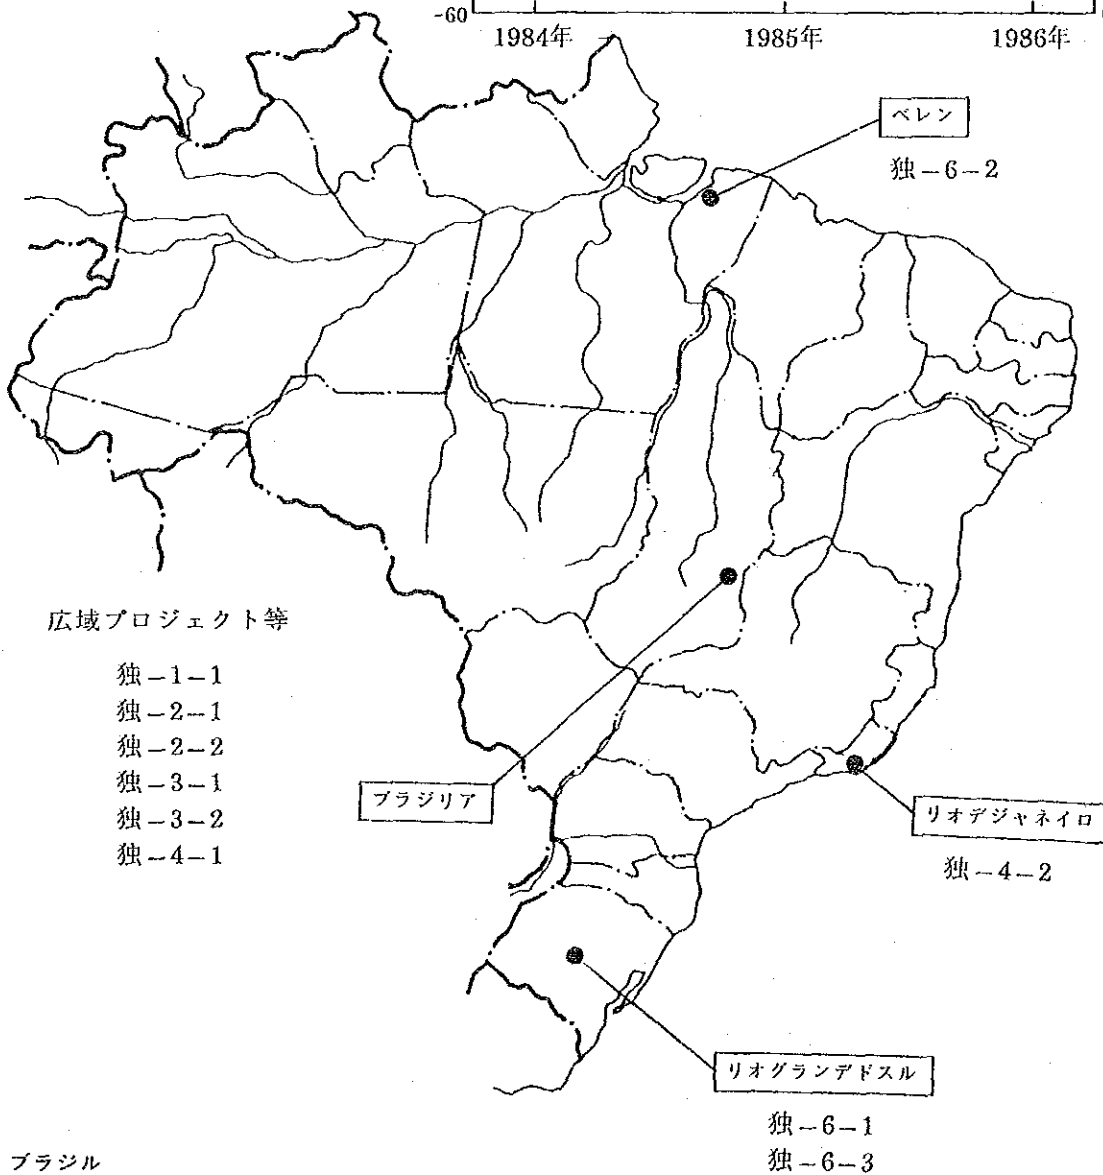 -60
1984年
1985年
1986年
ベレン
独-6-2
広域プロジェクト等
独-1-1
独-2-1
独-2-2
独-3-1
独-3-2
独-4-1
ブラジリア
リオデジャネイロ
独-4-2
リオグランデドスル
独-6-1
独-6-3
ブラジル